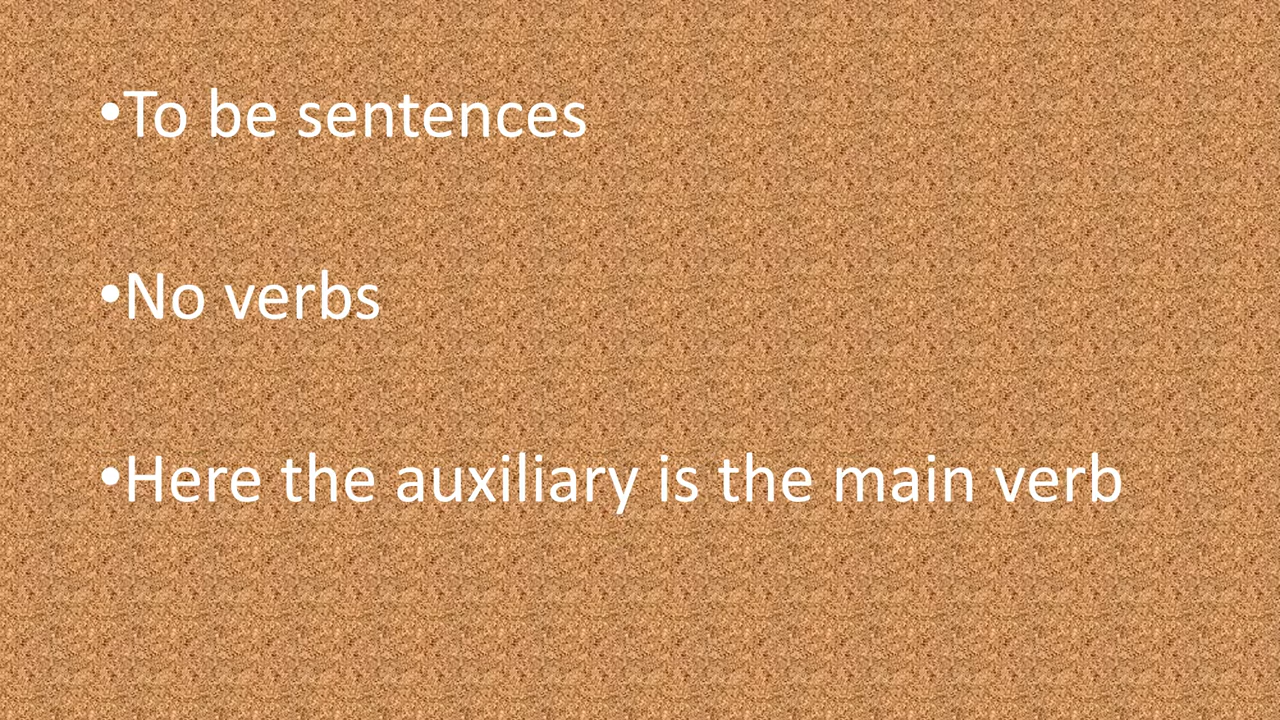 •To be sentences
•No verbs
•Here the auxiliary is the main verb